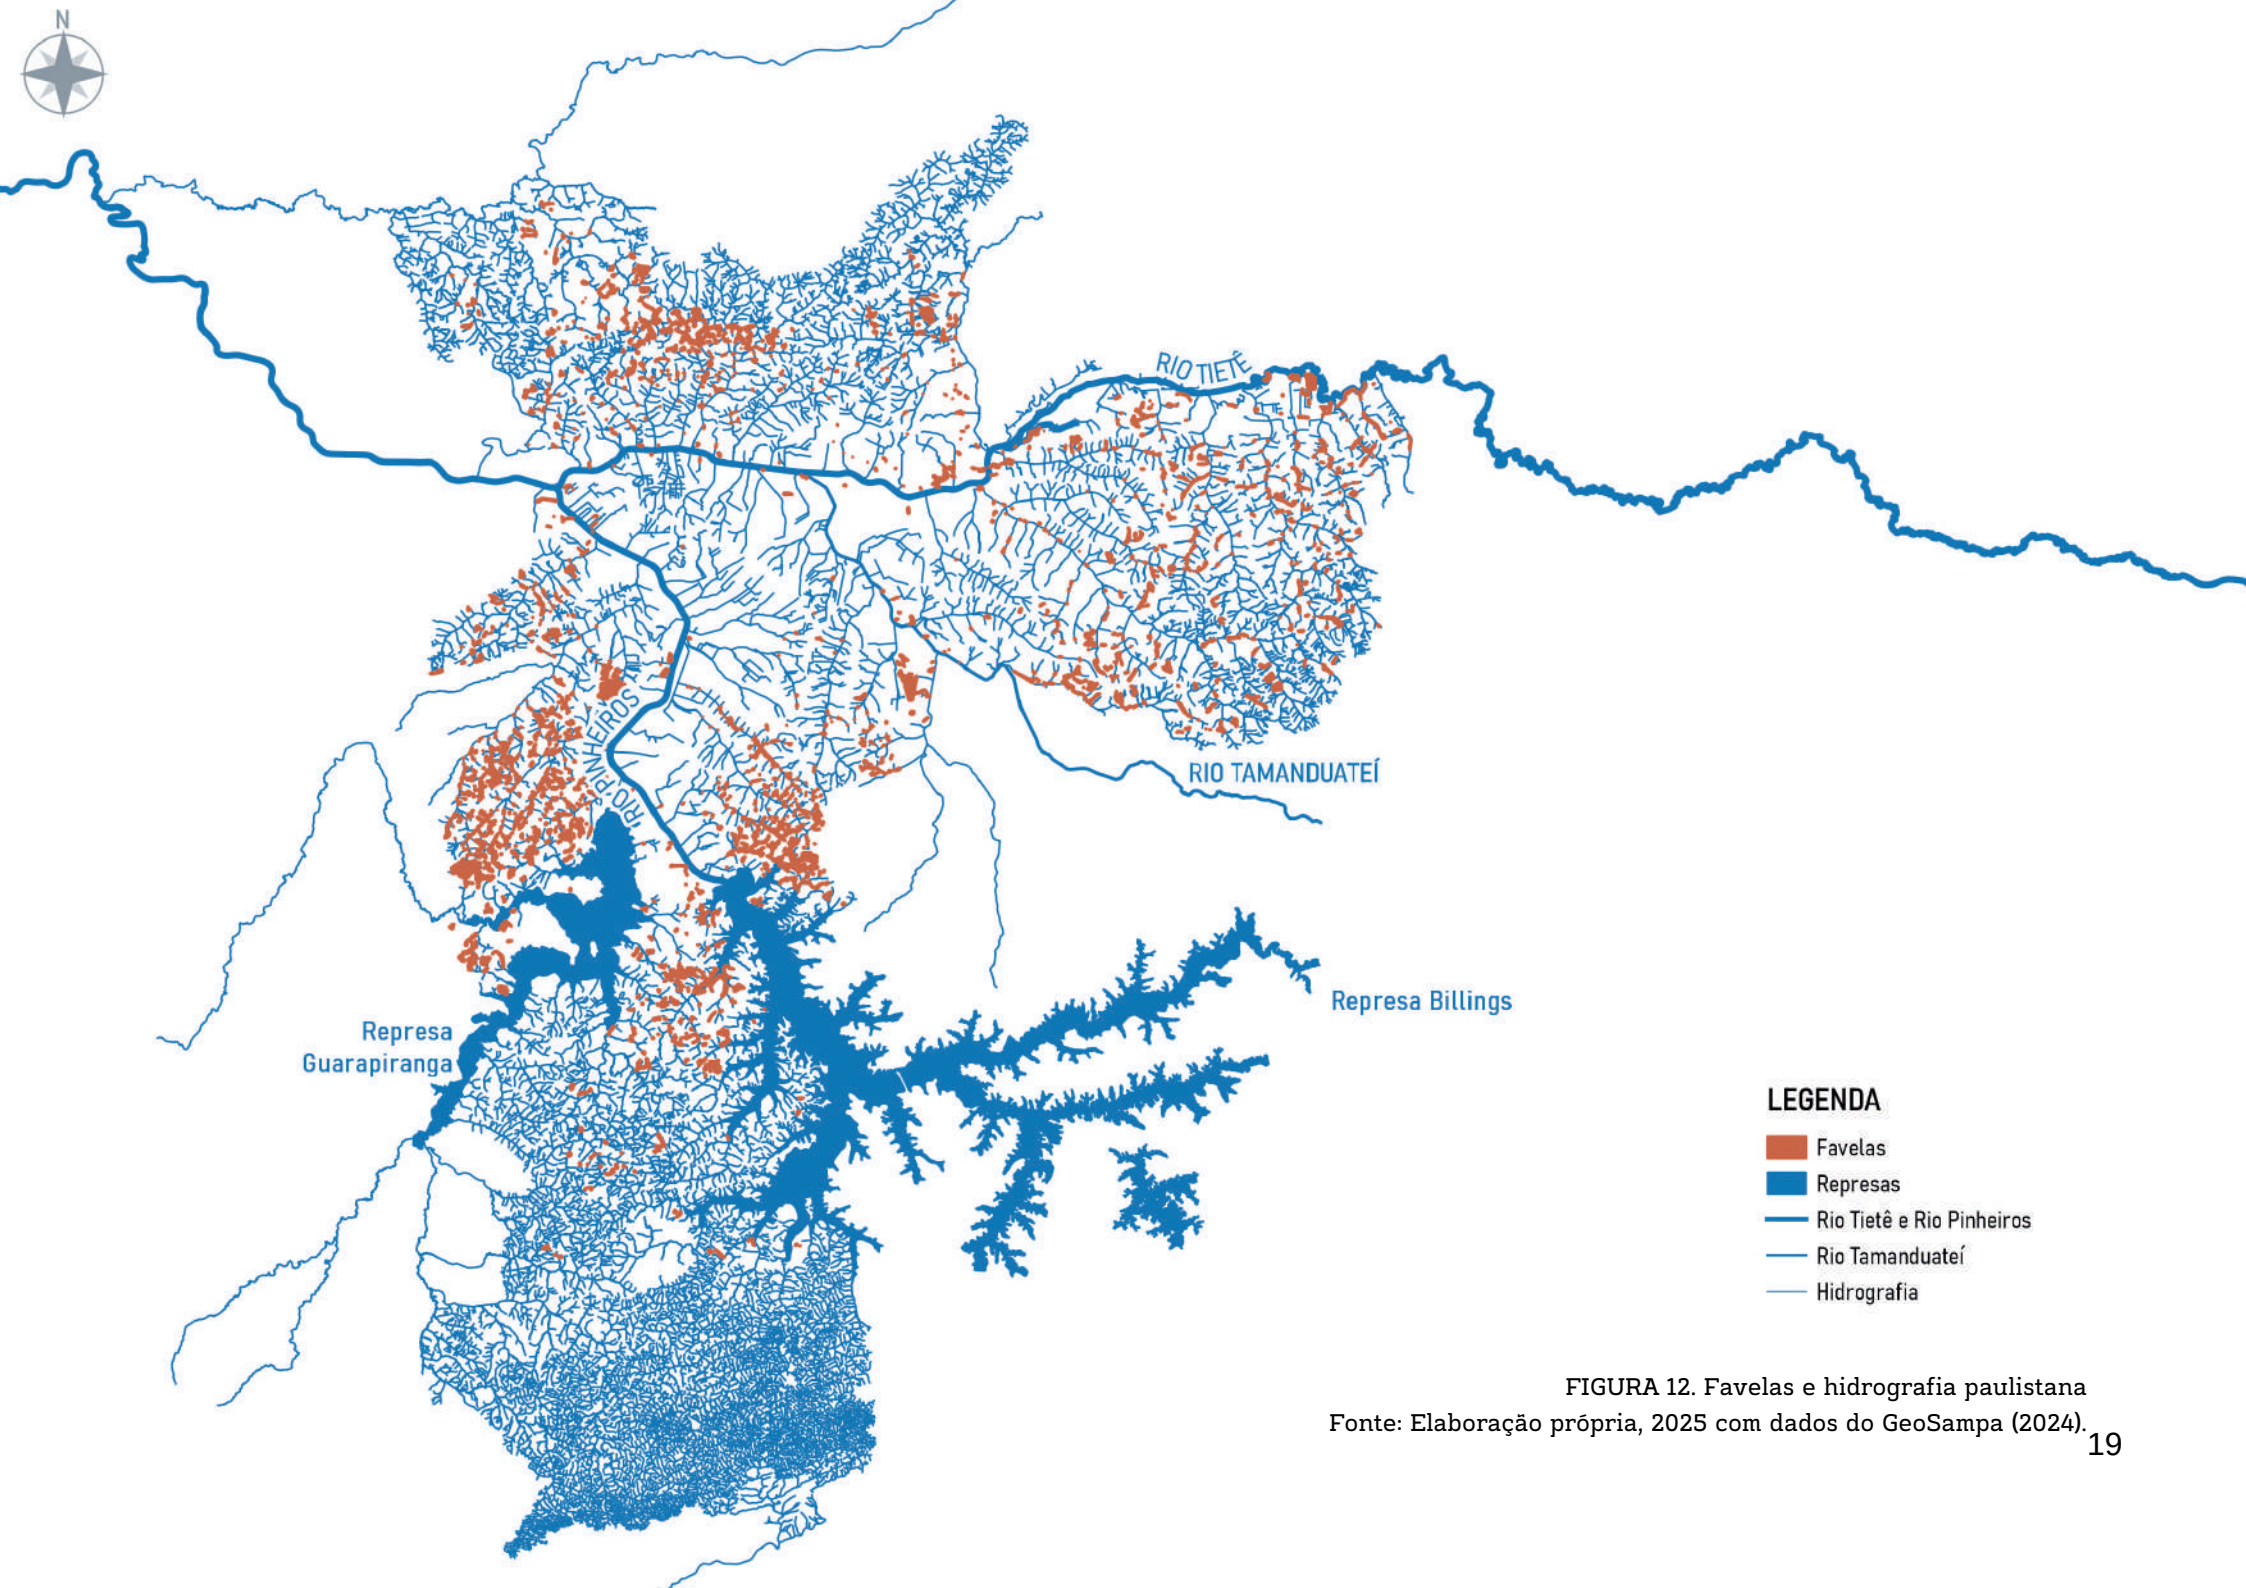 N
RIO TIETÊ
RIO PINHEIROS
RIO TAMANDUATEÍ
Represa Billings
Represa
Guarapiranga
LEGENDA
Favelas
Represas
Rio Tietê e Rio Pinheiros
Rio Tamanduateí
Hidrografia
FIGURA 12. Favelas e hidrografia paulistana
Fonte: Elaboração própria, 2025 com dados do GeoSampa (2024).
19